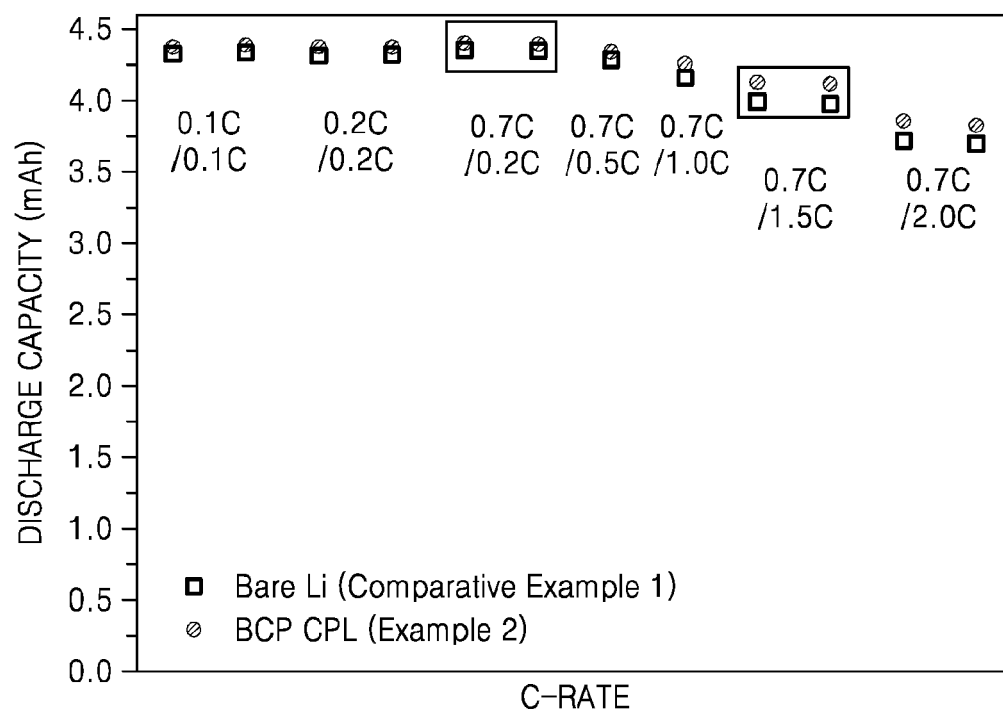 DISCHARGE CAPACITY (mAh)
4.5
4.0
3.5
3.0
2.5
2.0
1.5
1.0
0.5
0.0
0.1C
/0.1C
0.2C
/0.2C
0.7C
/0.2C
0.7C
/0.5C
0.7C
/1.0C
0.7C
/1.5C
0.7C
/2.0C
Bare Li (Comparative Example 1)
BCP CPL (Example 2)
C-RATE